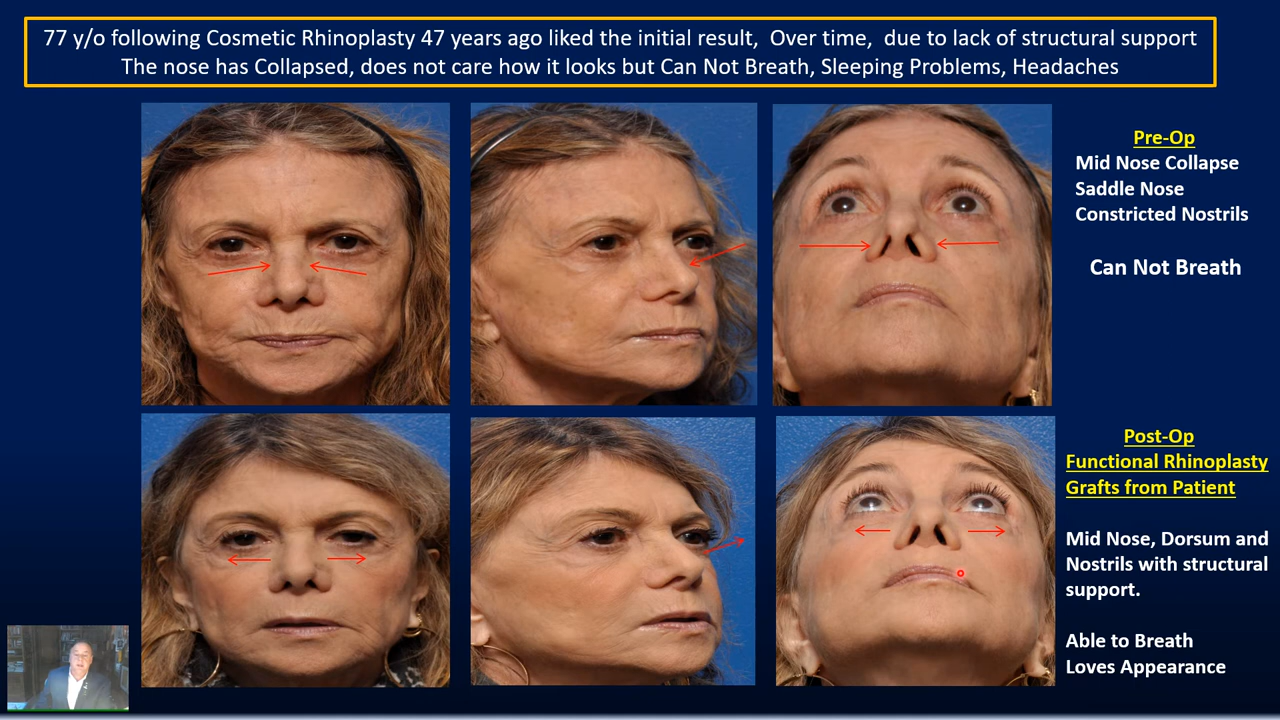 77 y/o following Cosmetic Rhinoplasty 47 years ago liked the initial result, Over time, due to lack of structural support
The nose has Collapsed, does not care how it looks but Can Not Breath, Sleeping Problems, Headaches
Pre-Op
Mid Nose Collapse
Saddle Nose
Constricted Nostrils
Can Not Breath
Post-Op
Functional Rhinoplasty
Grafts from Patient
Mid Nose, Dorsum and
Nostrils with structural
support.
Able to Breath
Loves Appearance